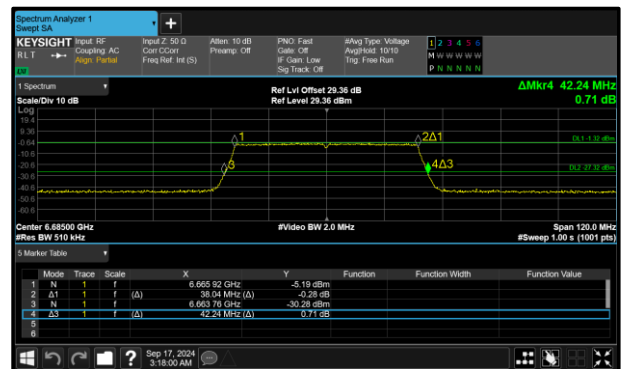 Spectrum Analyzer 1
Swept SA
+
KEYSIGHT Input: RF Input Z: 50 Ω Atten: 10 dB PNO: Fast #Avg Type: Voltage 1 2 3 4 5 6
RLT Coupling: AC Corr CCorr Preamp: Off Gate: Off Avg|Hold: 10/10 M W W W W W
Align: Partial Freq Ref: Int (S) IF Gain: Low Trig: Free Run
Sig Track: Off P N N N N N
LXI
1 Spectrum
Ref Lvl Offset 29.36 dB ΔMkr4 42.24 MHz
Scale/Div 10 dB Ref Level 29.36 dBm 0.71 dB
Log
19.4
9.36
1 2Δ1
-0.64 DL1 -1.32 dBm
-10.6
3 4Δ3
-20.6 DL2 -27.32 dBm
-30.6
-40.6
-50.6
-60.6
Center 6.68500 GHz #Video BW 2.0 MHz Span 120.0 MHz
#Res BW 510 kHz #Sweep 1.00 s (1001 pts)
5 Marker Table
Mode Trace Scale X Y Function Function Width Function Value
1 N 1 f 6.665 92 GHz -5.19 dBm
2 Δ1 1 f (Δ) 38.04 MHz (Δ) -0.28 dB
3 N 1 f 6.663 76 GHz -30.28 dBm
4 Δ3 1 f (Δ) 42.24 MHz (Δ) 0.71 dB
5
6
? Sep 17, 2024
3:18:00 AM